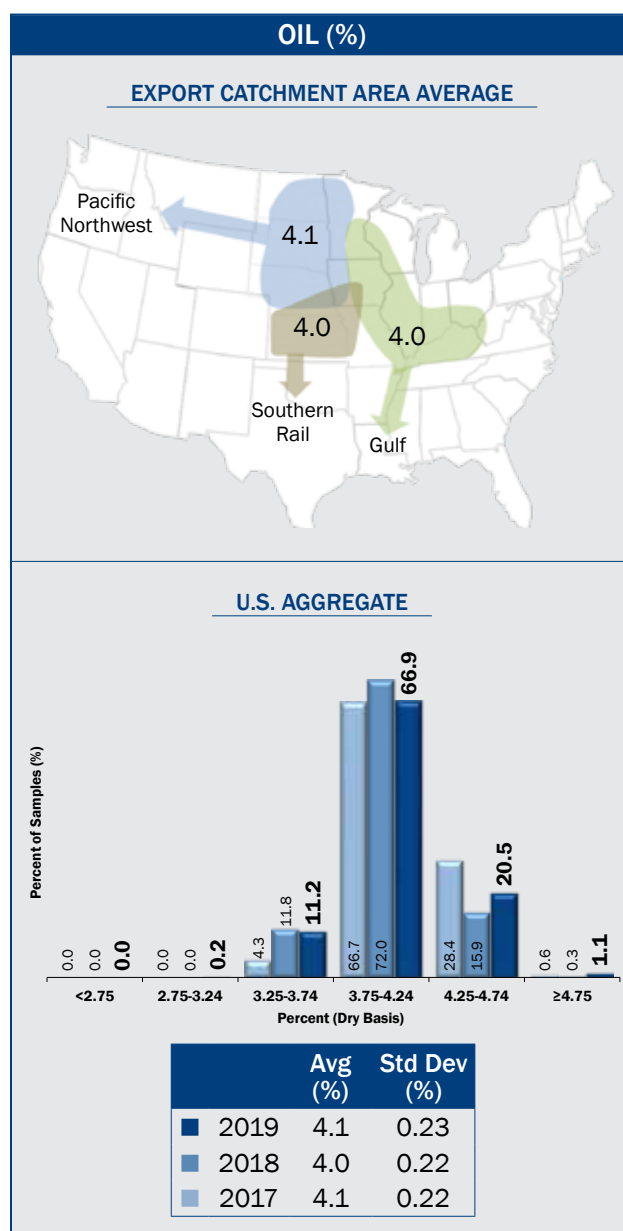 OIL (%)
EXPORT CATCHMENT AREA AVERAGE
Pacific
Northwest
4.1
4.0
4.0
Southern
Rail
Gulf
U.S. AGGREGATE
Percent of Samples (%)
0.0
0.0
0.0
0.0
0.0
0.2
4.3
11.8
11.2
66.7
72.0
66.9
28.4
15.9
20.5
0.6
0.3
1.1
<2.75 2.75-3.24 3.25-3.74 3.75-4.24 4.25-4.74 ≥4.75
Percent (Dry Basis)
Avg Std Dev
(%) (%)
2019 4.1 0.23
2018 4.0 0.22
2017 4.1 0.22